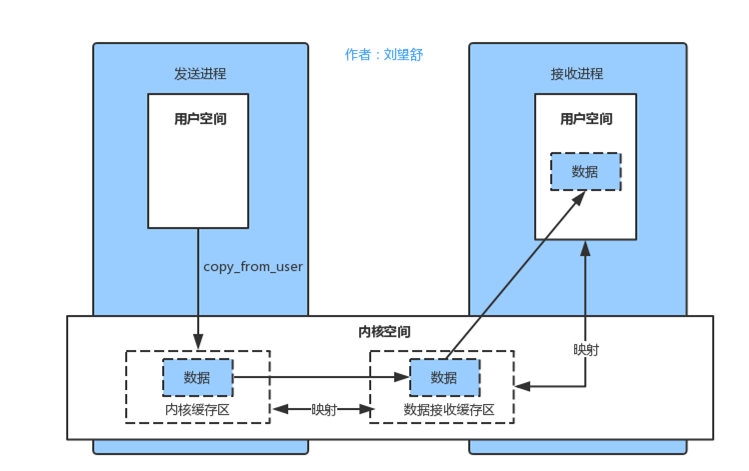 作者：刘望舒
发送进程
接收进程
用户空间
用户空间
数据
copy_from_user
内核空间
映射
数据
数据
内核缓存区
映射
数据接收缓存区